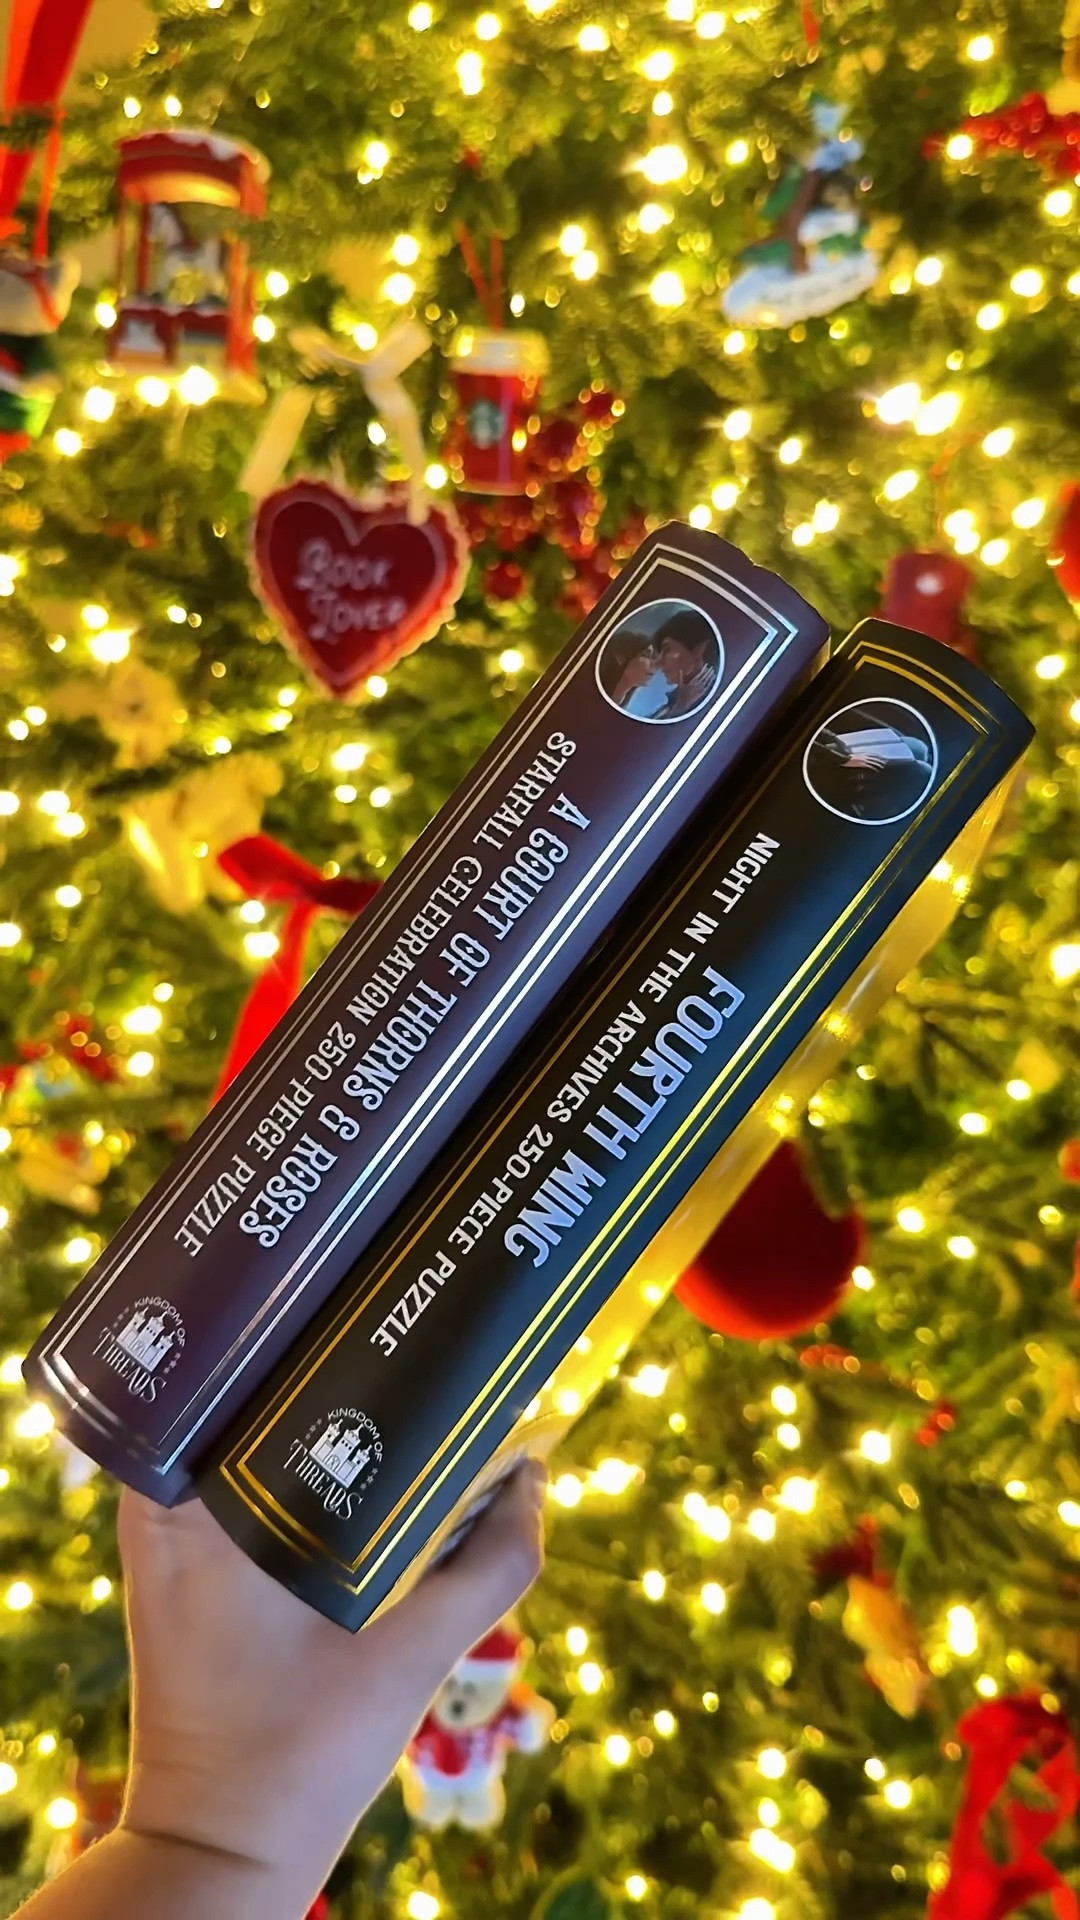 Book
Lover
A COURT OF THORNS & ROSES
STARFALL CELEBRATION 250-PIECE PUZZLE
KINGDOM OF
THREADS
NIGHT IN THE ARCHIVES 250-PIECE PUZZLE
FOURTH WING
KINGDOM OF
THREADS